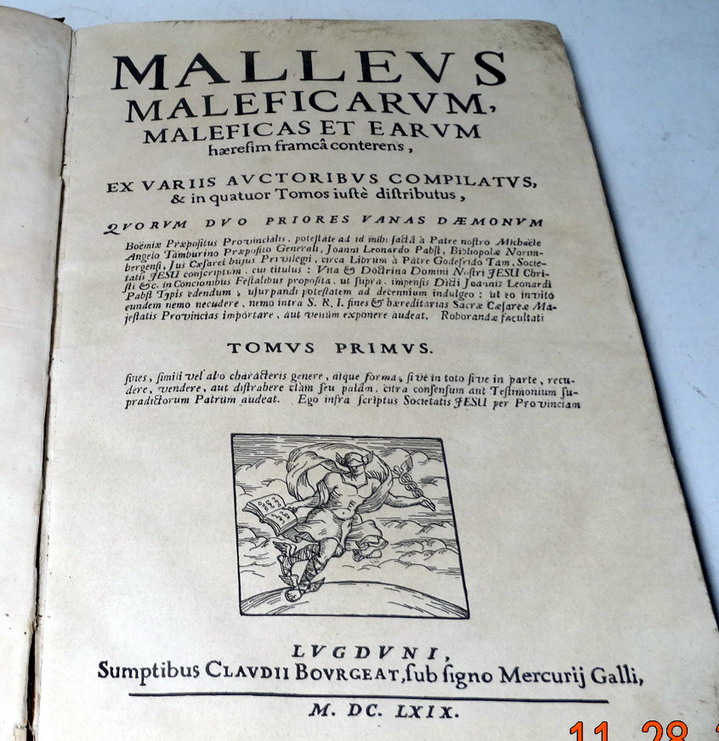 MALLEVS
MALEFICARVM,
MALEFICAS ET EARVM
hæresim frameâ conterens,
EX VARIIS AVCTORIBVS COMPILATVS,
& in quatuor Tomos iustè distributus,
QVORVM DVO PRIORES VANAS DÆMONVM
Boëmiæ Præpositus Provincialis, potestate ad id mihi factâ à Patre nostro Michaële
Angelo Tamburino Præposito Generali, Joanni Leonardo Pabst, Bibliopolæ Norim-
bergensi, Jus Cæsarei hujus Privilegij, circa Librum à Patre Godefrido Tam, Socie-
tatis JESU conscriptum, cui titulus: Vita & Doctrina Domini Nostri JESU Chri-
sti &c. in Concionibus Festalibus proposita, ut supra, impensis Dicti Joannis Leonardi
Pabst Typis edendum, usurpandi potestatem ad decennium indulgeo: ut eo invito
eundem nemo recudere, nemo intra S. R. I. fines & hæreditarias Sacræ Cæsareæ Ma-
jestatis Provincias importare, aut venum exponere audeat. Roborandæ facultati
TOMVS PRIMVS.
fines, simili vel alio characteris genere, atque forma, sive in toto sive in parte, recu-
dere, vendere, aut distrahere clàm seu palàm, citra consensum aut Testimonium su-
pradictorum Patrum audeat. Ego infra scriptus Societatis JESU per Provinciam
LVGDVNI,
Sumptibus CLAVDII BOVRGEAT, sub signo Mercurij Galli,
M. DC. LXIX.
11 28